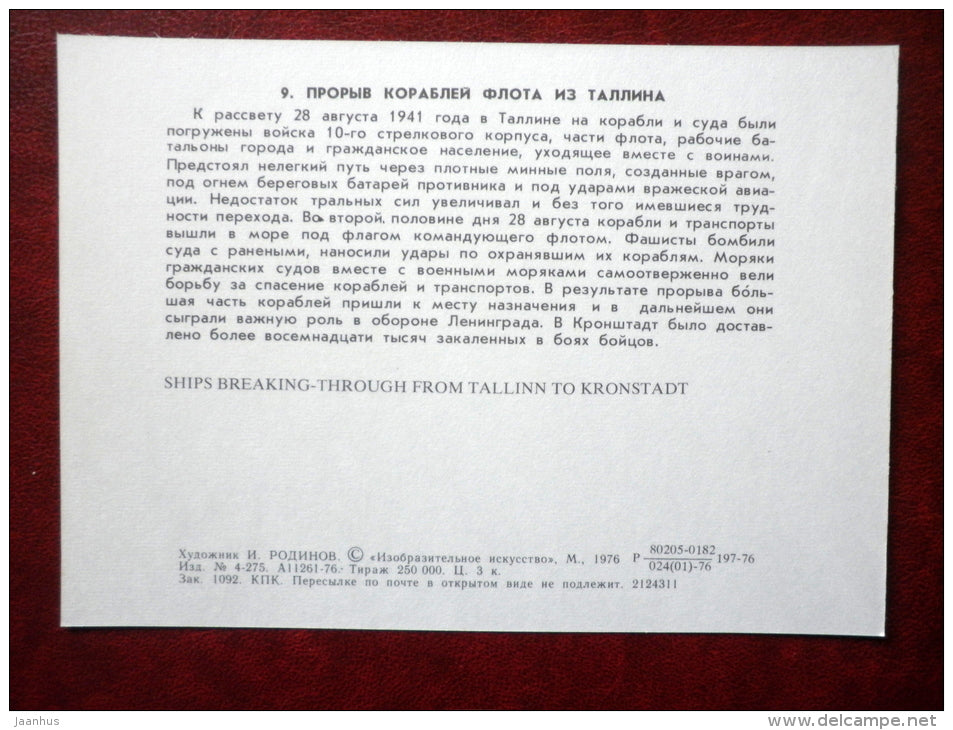 9. ПРОРЫВ КОРАБЛЕЙ ФЛОТА ИЗ ТАЛЛИНА
К рассвету 28 августа 1941 года в Таллине на корабли и суда были
погружены войска 10-го стрелкового корпуса, части флота, рабочие ба-
тальоны города и гражданское население, уходящее вместе с воинами.
Предстоял нелегкий путь через плотные минные поля, созданные врагом,
под огнем береговых батарей противника и под ударами вражеской авиа-
ции. Недостаток тральных сил увеличивал и без того имевшиеся труд-
ности перехода. Во второй половине дня 28 августа корабли и транспорты
вышли в море под флагом командующего флотом. Фашисты бомбили
суда с ранеными, наносили удары по охранявшим их кораблям. Моряки
гражданских судов вместе с военными моряками самоотверженно вели
борьбу за спасение кораблей и транспортов. В результате прорыва бо́ль-
шая часть кораблей пришли к месту назначения и в дальнейшем они
сыграли важную роль в обороне Ленинграда. В Кронштадт было достав-
лено более восемнадцати тысяч закаленных в боях бойцов.
SHIPS BREAKING-THROUGH FROM TALLINN TO KRONSTADT
Художник И. РОДИНОВ. © «Изобразительное искусство», М., 1976 Р 80205-0182 / 024(01)-76 197-76
Изд. № 4-275. А11261-76. Тираж 250 000. Ц. 3 к.
Зак. 1092. КПК. Пересылке по почте в открытом виде не подлежит. 2124311
jaanhus
www.delcampe.net